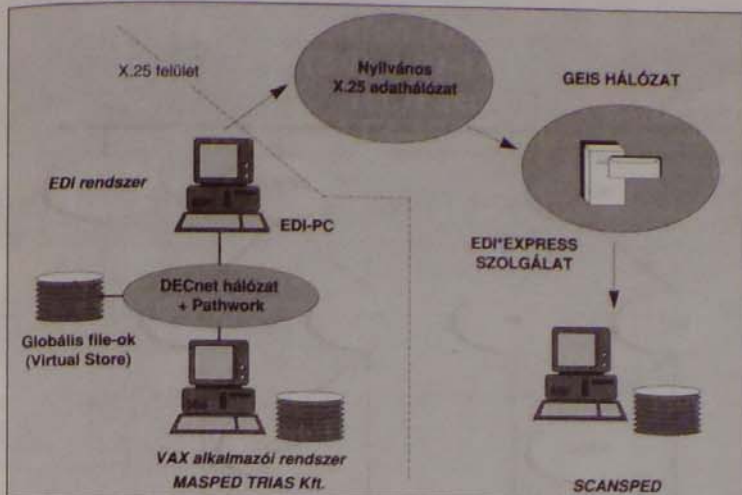 X.25 felület
Nyilvános
X.25 adathálózat
GEIS HÁLÓZAT
EDI rendszer
EDI-PC
EDI*EXPRESS
SZOLGÁLAT
DECnet hálózat
+ Pathwork
Globális file-ok
(Virtual Store)
VAX alkalmazói rendszer
MASPED TRIAS Kft.
SCANSPED